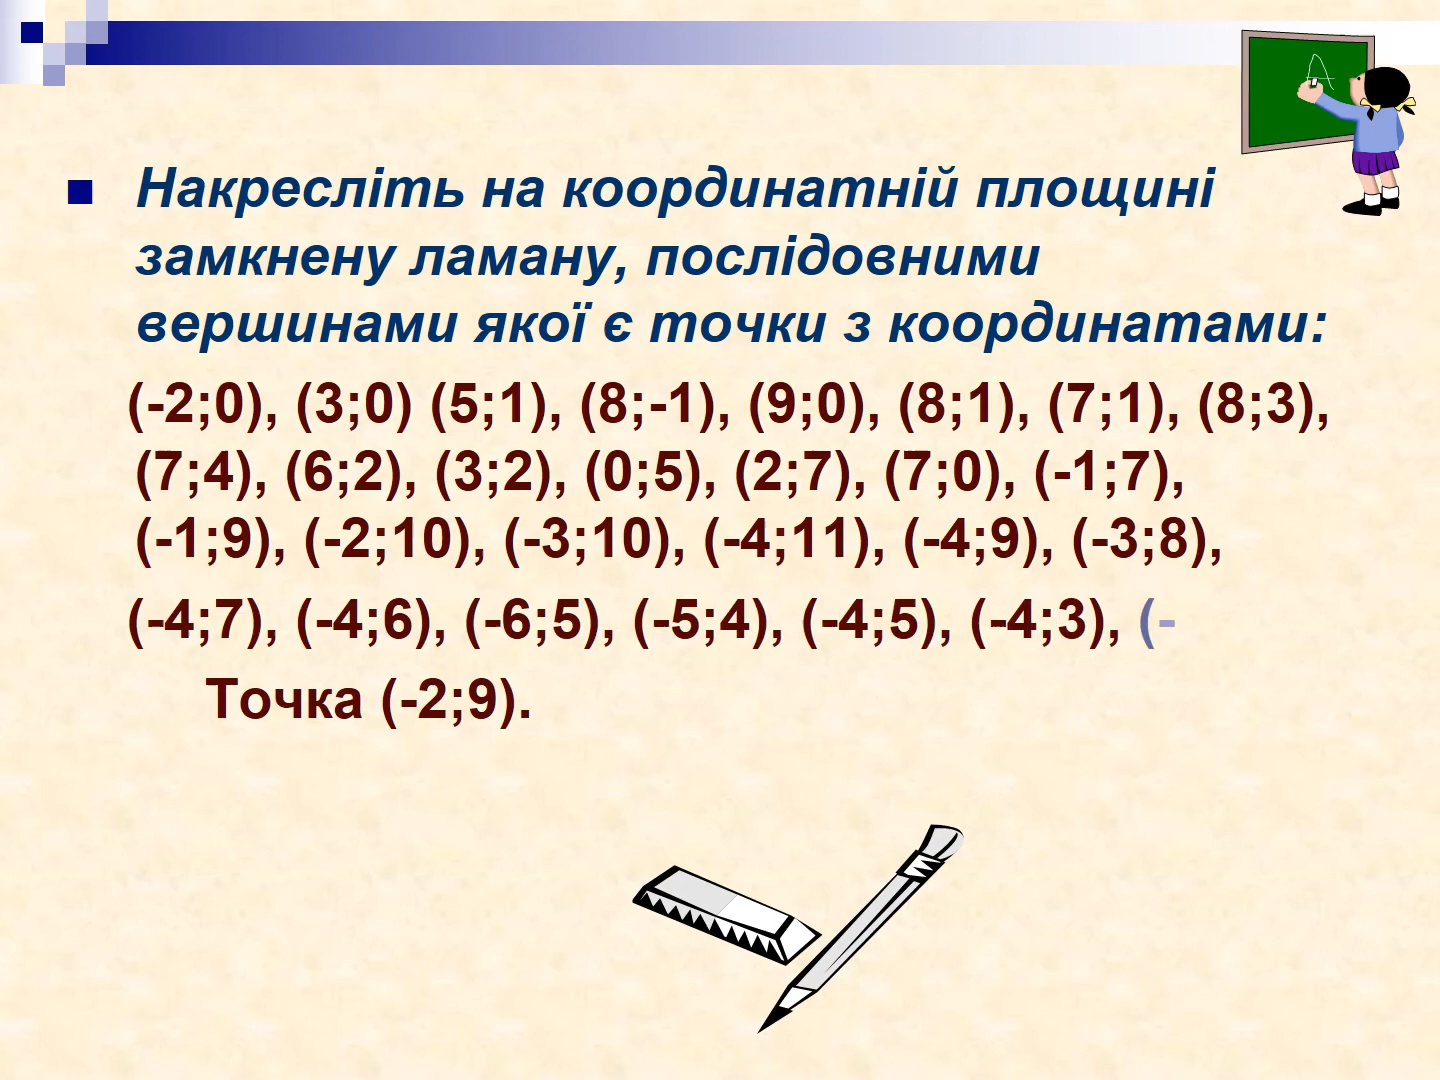 Накресліть на координатній площині
замкнену ламану, послідовними
вершинами якої є точки з координатами:
(-2;0), (3;0) (5;1), (8;-1), (9;0), (8;1), (7;1), (8;3),
(7;4), (6;2), (3;2), (0;5), (2;7), (7;0), (-1;7),
(-1;9), (-2;10), (-3;10), (-4;11), (-4;9), (-3;8),
(-4;7), (-4;6), (-6;5), (-5;4), (-4;5), (-4;3), (-
Точка (-2;9).